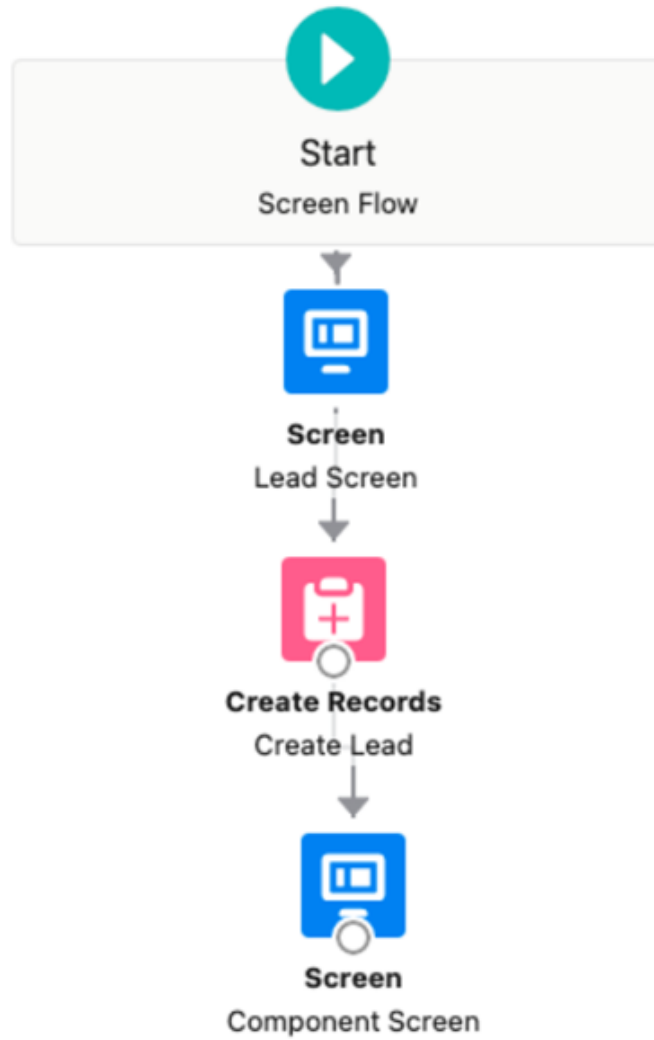 Start
Screen Flow
Screen
Lead Screen
Create Records
Create Lead
Screen
Component Screen